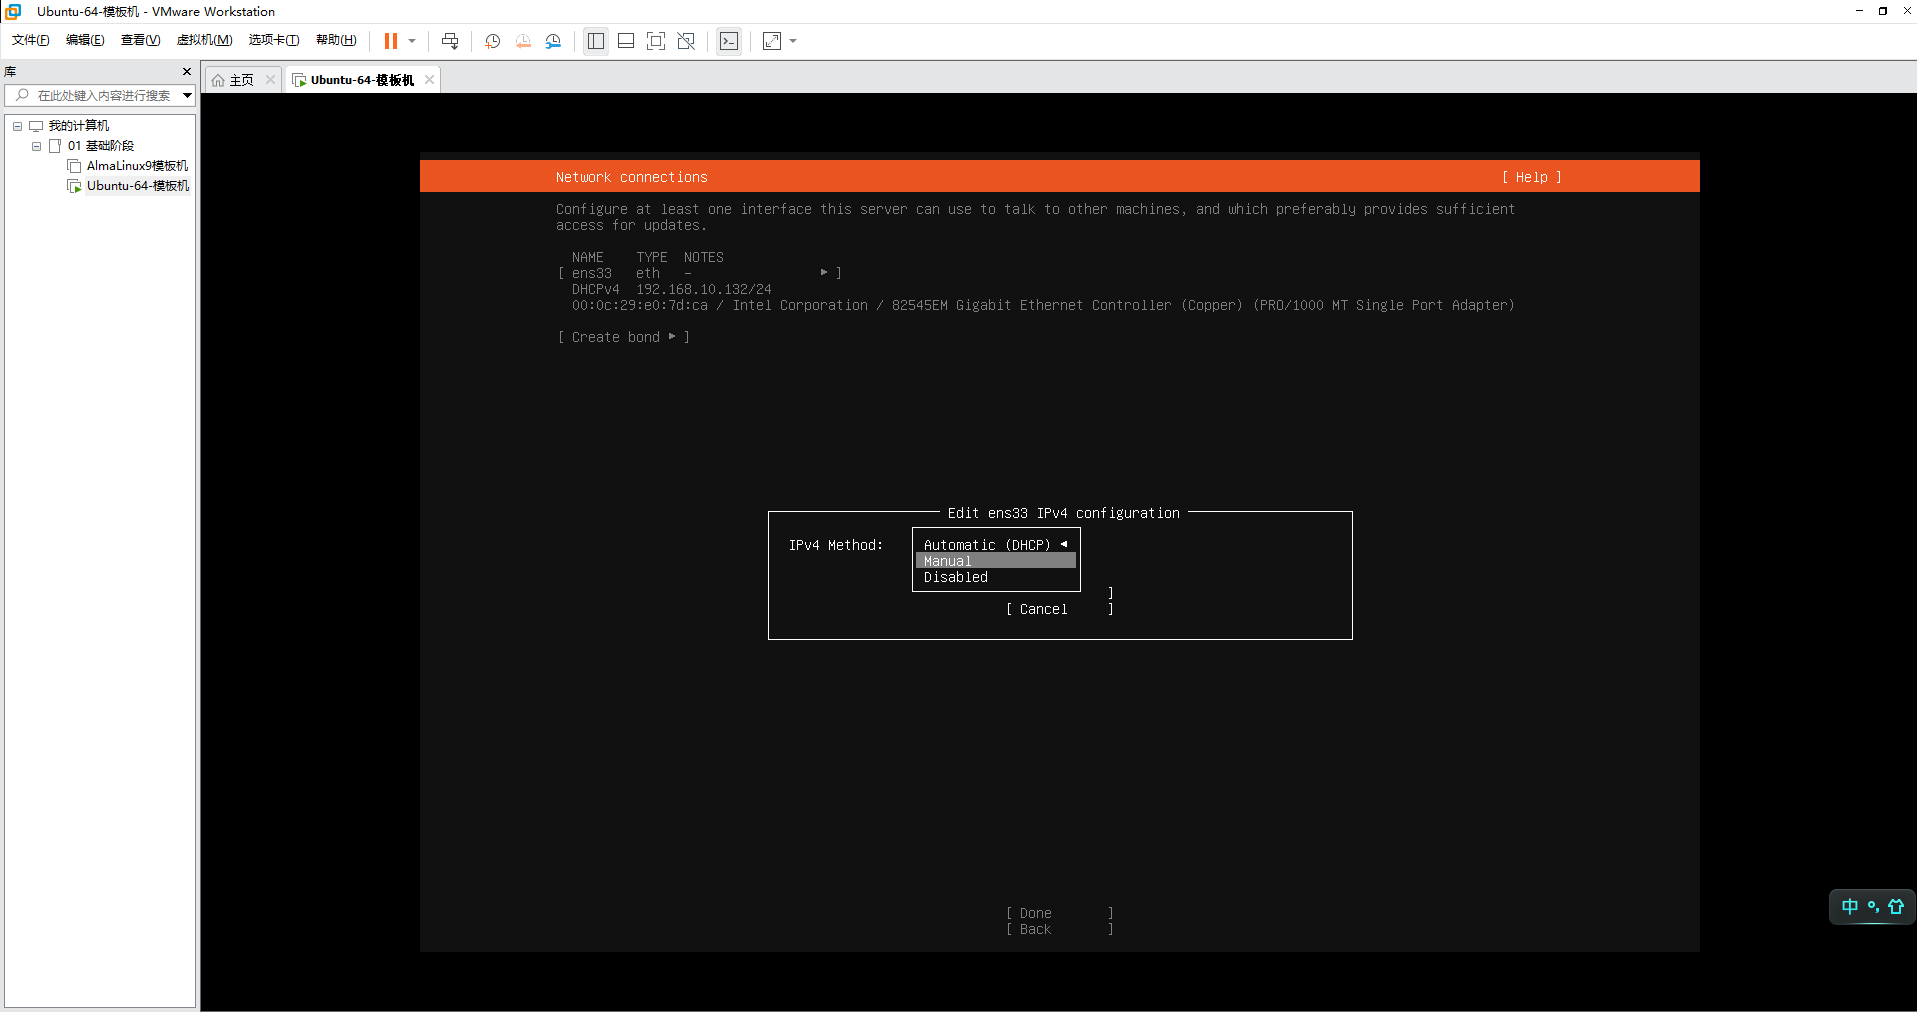 Ubuntu-64-模板机 - VMware Workstation
文件(F) 编辑(E) 查看(V) 虚拟机(M) 选项卡(T) 帮助(H)
库
主页
Ubuntu-64-模板机
在此处键入内容进行搜索
我的计算机
01 基础阶段
AlmaLinux9模板机
Ubuntu-64-模板机
Network connections [ Help ]
Configure at least one interface this server can use to talk to other machines, and which preferably provides sufficient
access for updates.
NAME TYPE NOTES
[ ens33 eth – ▸ ]
DHCPv4 192.168.10.132/24
00:0c:29:e0:7d:ca / Intel Corporation / 82545EM Gigabit Ethernet Controller (Copper) (PRO/1000 MT Single Port Adapter)
[ Create bond ▸ ]
Edit ens33 IPv4 configuration
IPv4 Method: Automatic (DHCP) ◂
Manual
Disabled
]
[ Cancel ]
[ Done ]
[ Back ]
中 °,